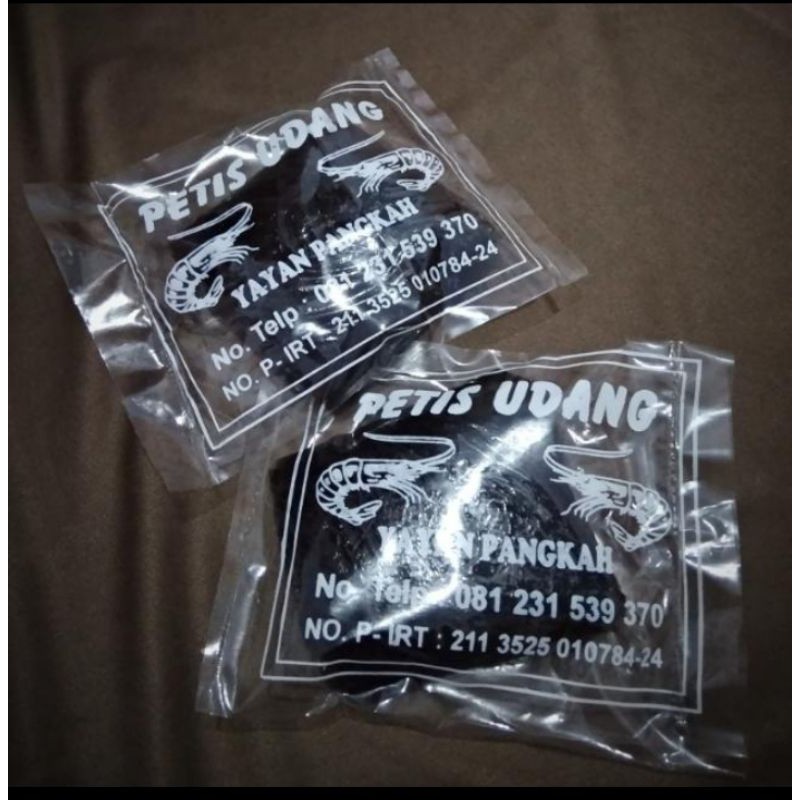 PETIS UDANG
YAYAN PANGKAH
No. Telp : 081 231 539 370
NO. P- IRT : 211 3525 010784-24
PETIS UDANG
YAYAN PANGKAH
No. Telp : 081 231 539 370
NO. P- IRT : 211 3525 010784-24